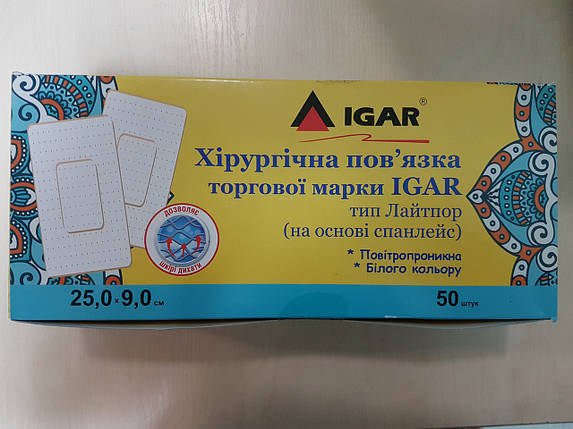 IGAR®
Хірургічна пов’язка
торгової марки IGAR
тип Лайтпор
(на основі спанлейс)
* Повітропроникна
* Білого кольору
ДОЗВОЛЯЄ
шкірі дихати
25,0 x 9,0 см
50 штук